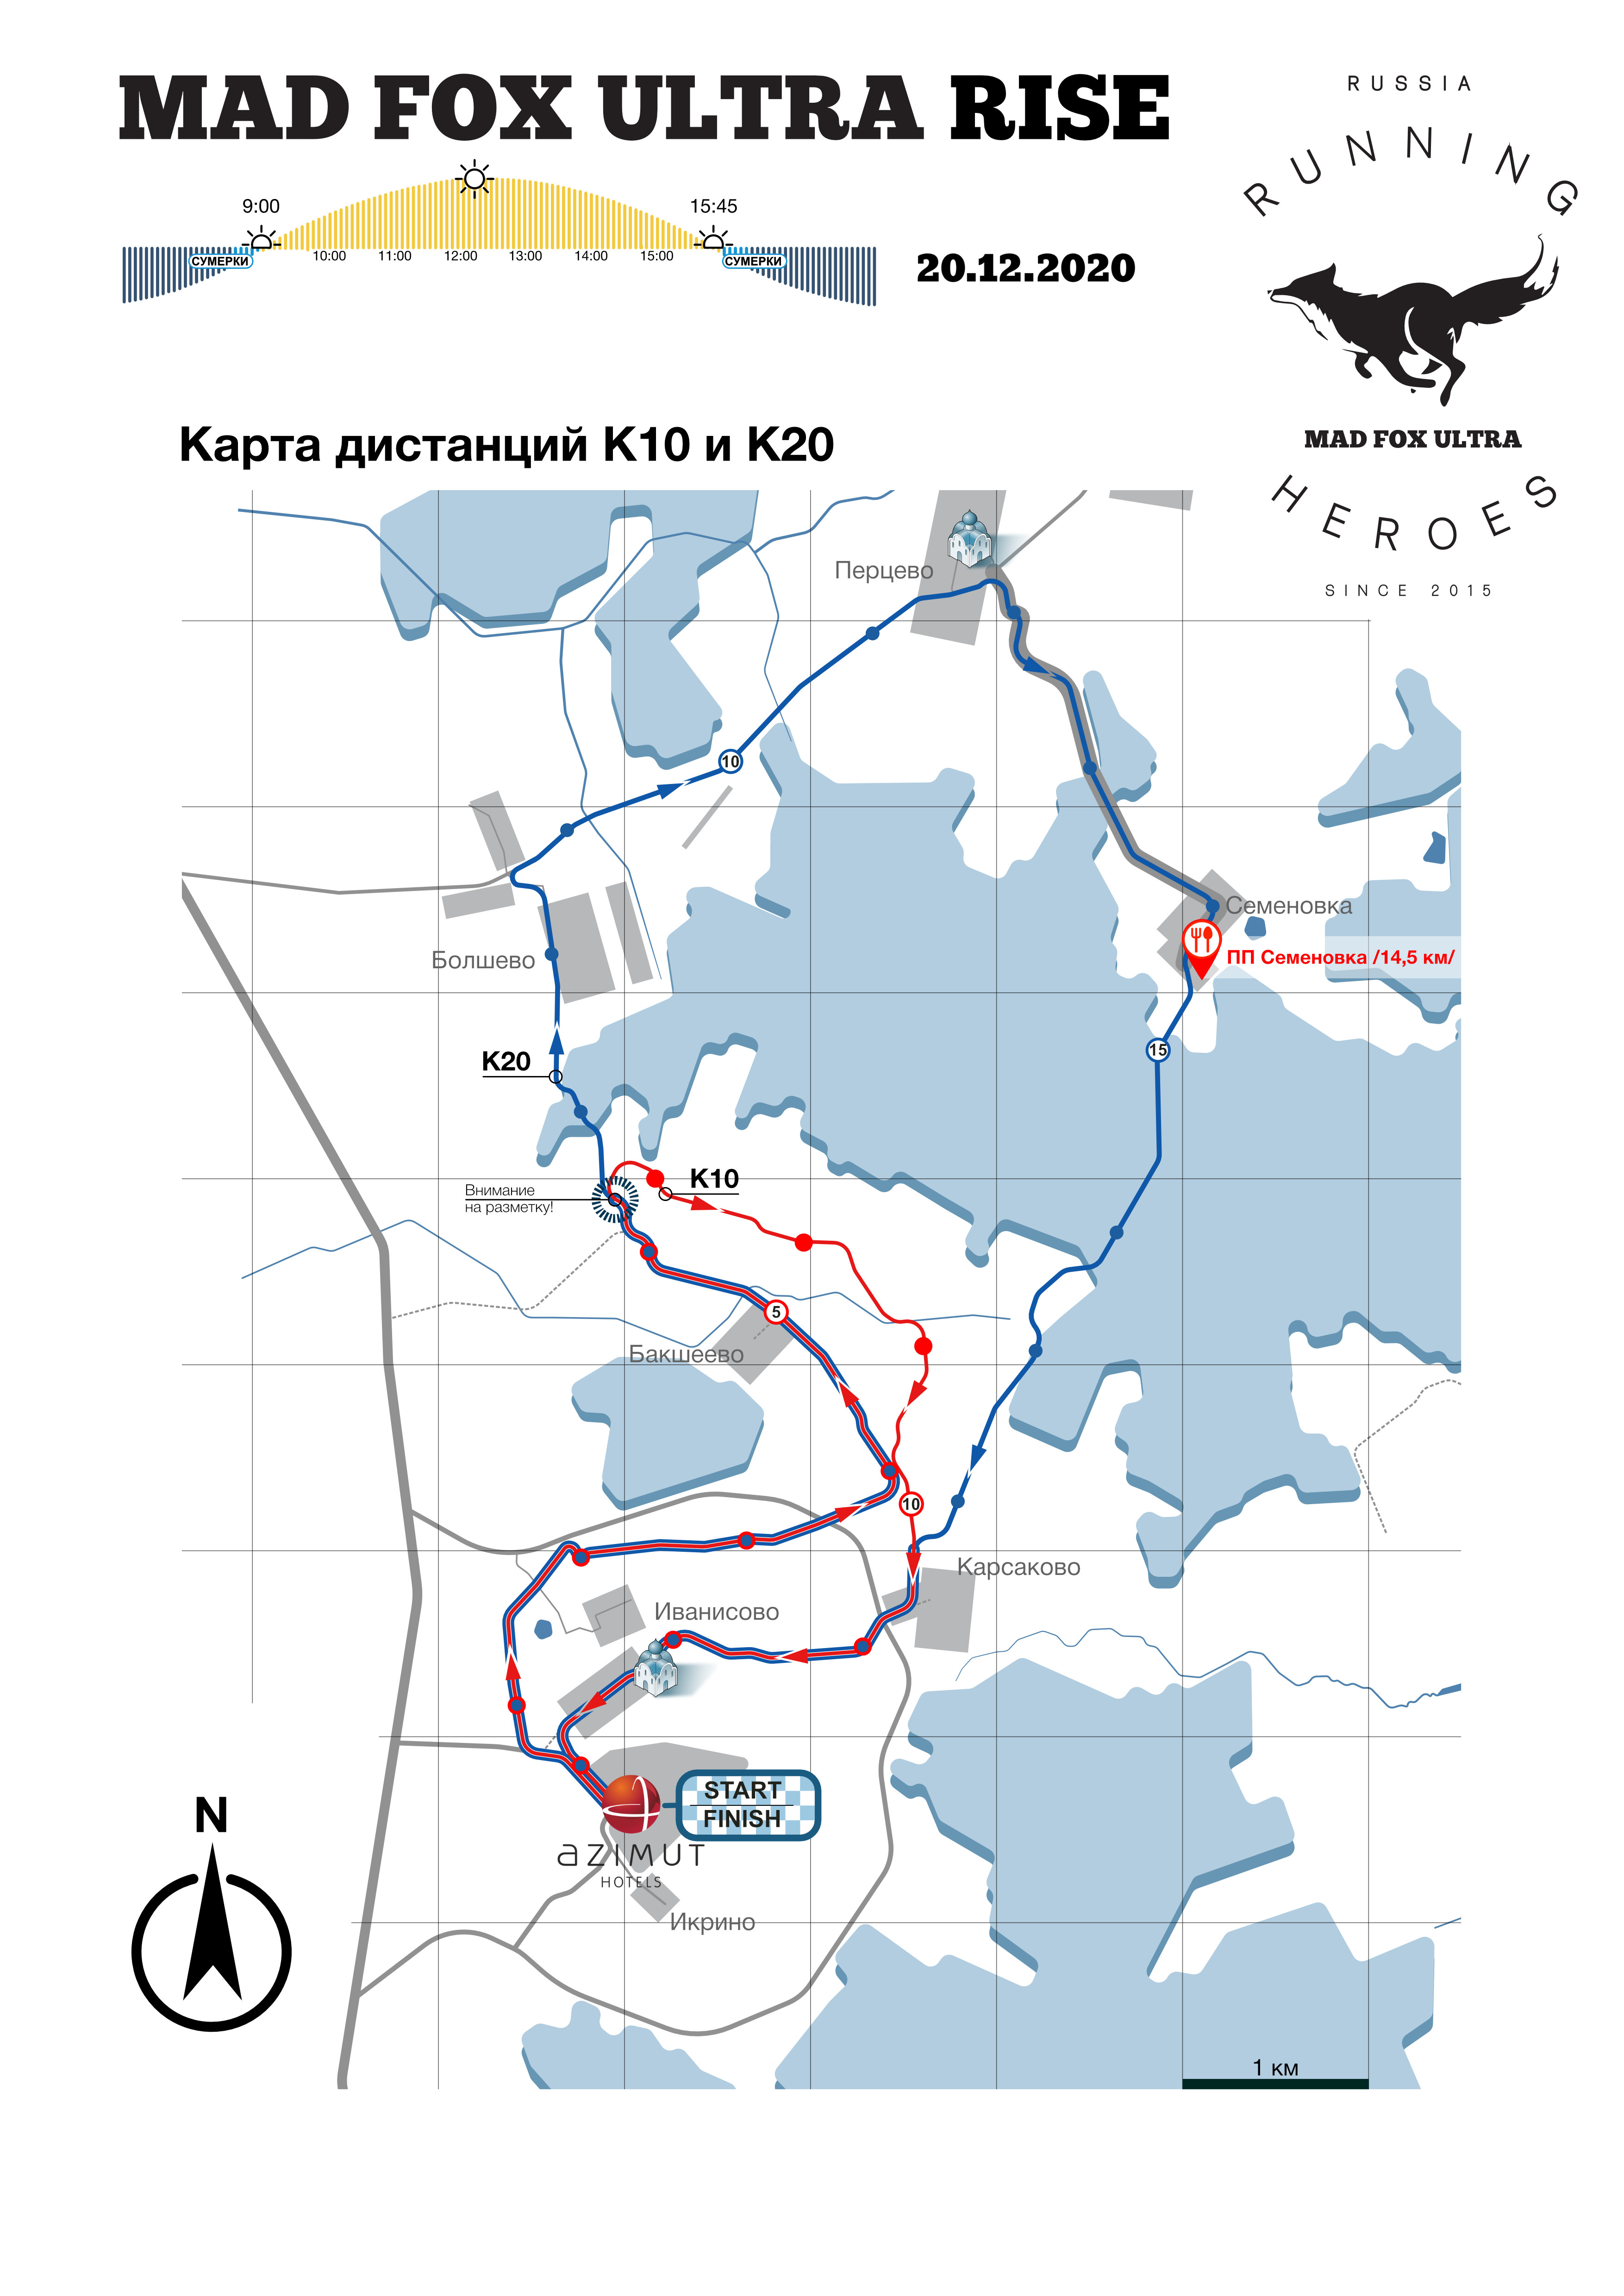 MAD FOX ULTRA RISE
RUSSIA
RUNNING
9:00
15:45
СУМЕРКИ
10:00
11:00
12:00
13:00
14:00
15:00
СУМЕРКИ
20.12.2020
MAD FOX ULTRA
HEROES
SINCE 2015
Карта дистанций К10 и К20
Перцево
10
Семеновка
ПП Семеновка /14,5 км/
Болшево
15
K20
K10
Внимание
на разметку!
5
Бакшеево
10
Карсаково
Иванисово
START
FINISH
N
AZIMUT
HOTELS
Икрино
1 км